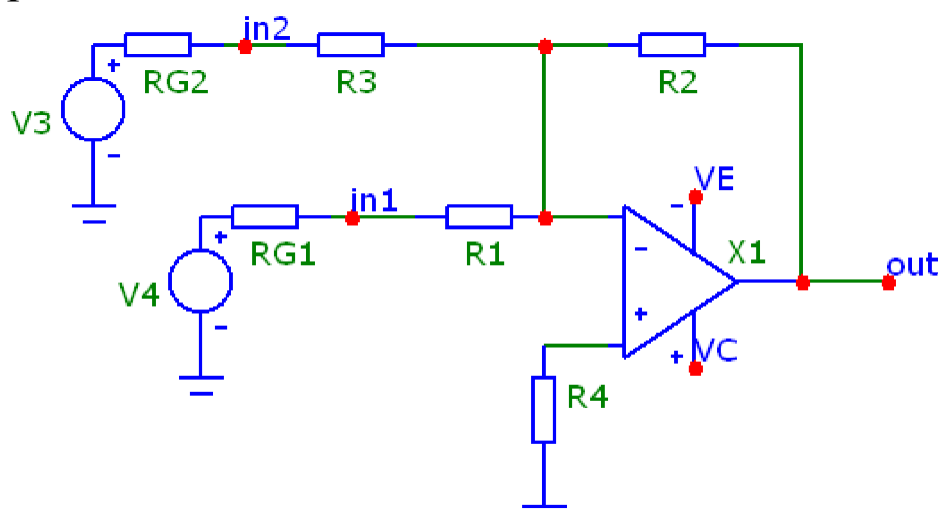 in2
+
RG2
R3
R2
V3
-
in1
VE
-
+
RG1
R1
-
X1
V4
out
+
-
+
VC
R4